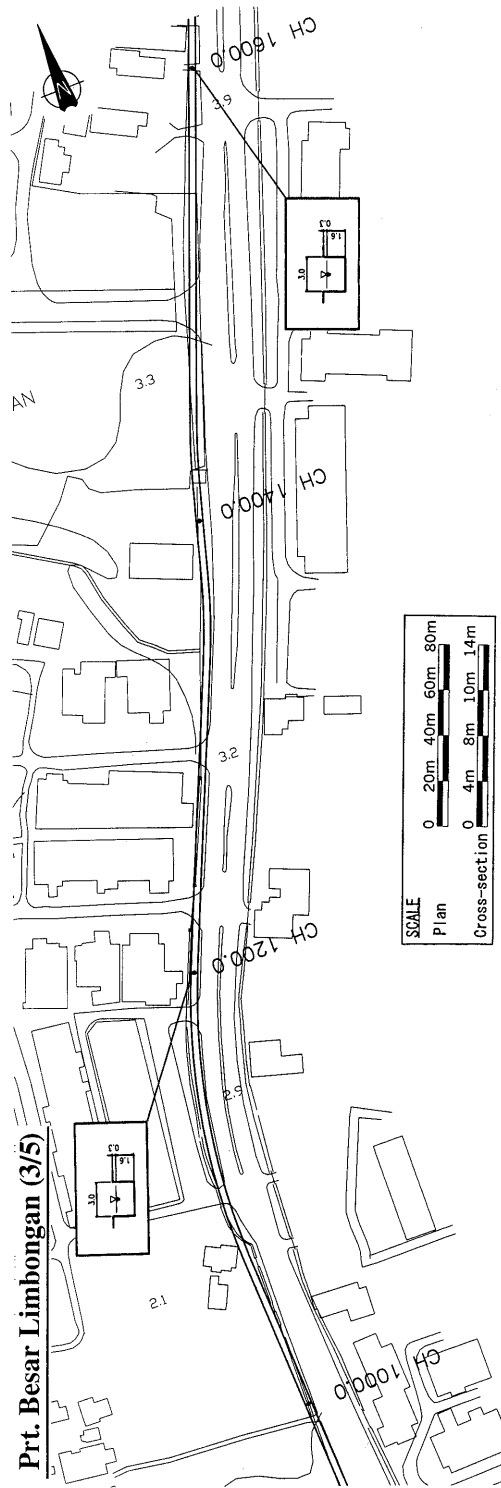 Prt. Besar Limbongan (3/5)
3.0
0.3
1.6
2.1
2.9
3.2
3.3
3.9
AN
N
CH 1000.0
CH 1200.0
CH 1400.0
CH 1600.0
3.0
0.3
1.6
SCALE
Plan 0 20m 40m 60m 80m
Cross-section 0 4m 8m 10m 14m